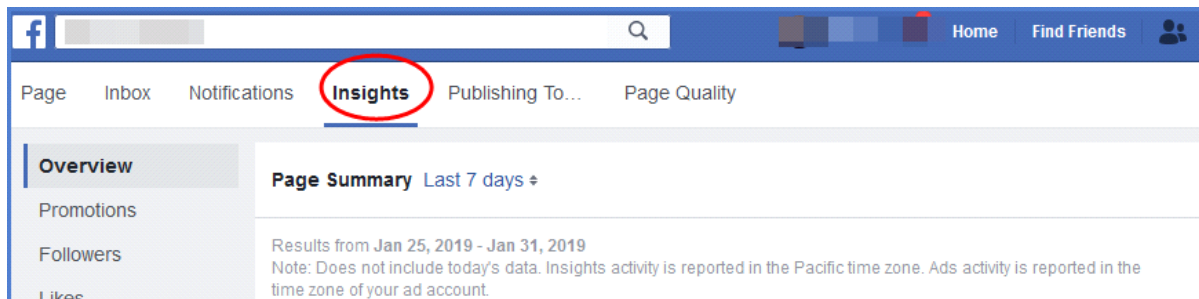 f
Home Find Friends
Page Inbox Notifications Insights Publishing To... Page Quality
Overview
Promotions
Followers
Likes
Page Summary Last 7 days
Results from Jan 25, 2019 - Jan 31, 2019
Note: Does not include today's data. Insights activity is reported in the Pacific time zone. Ads activity is reported in the
time zone of your ad account.